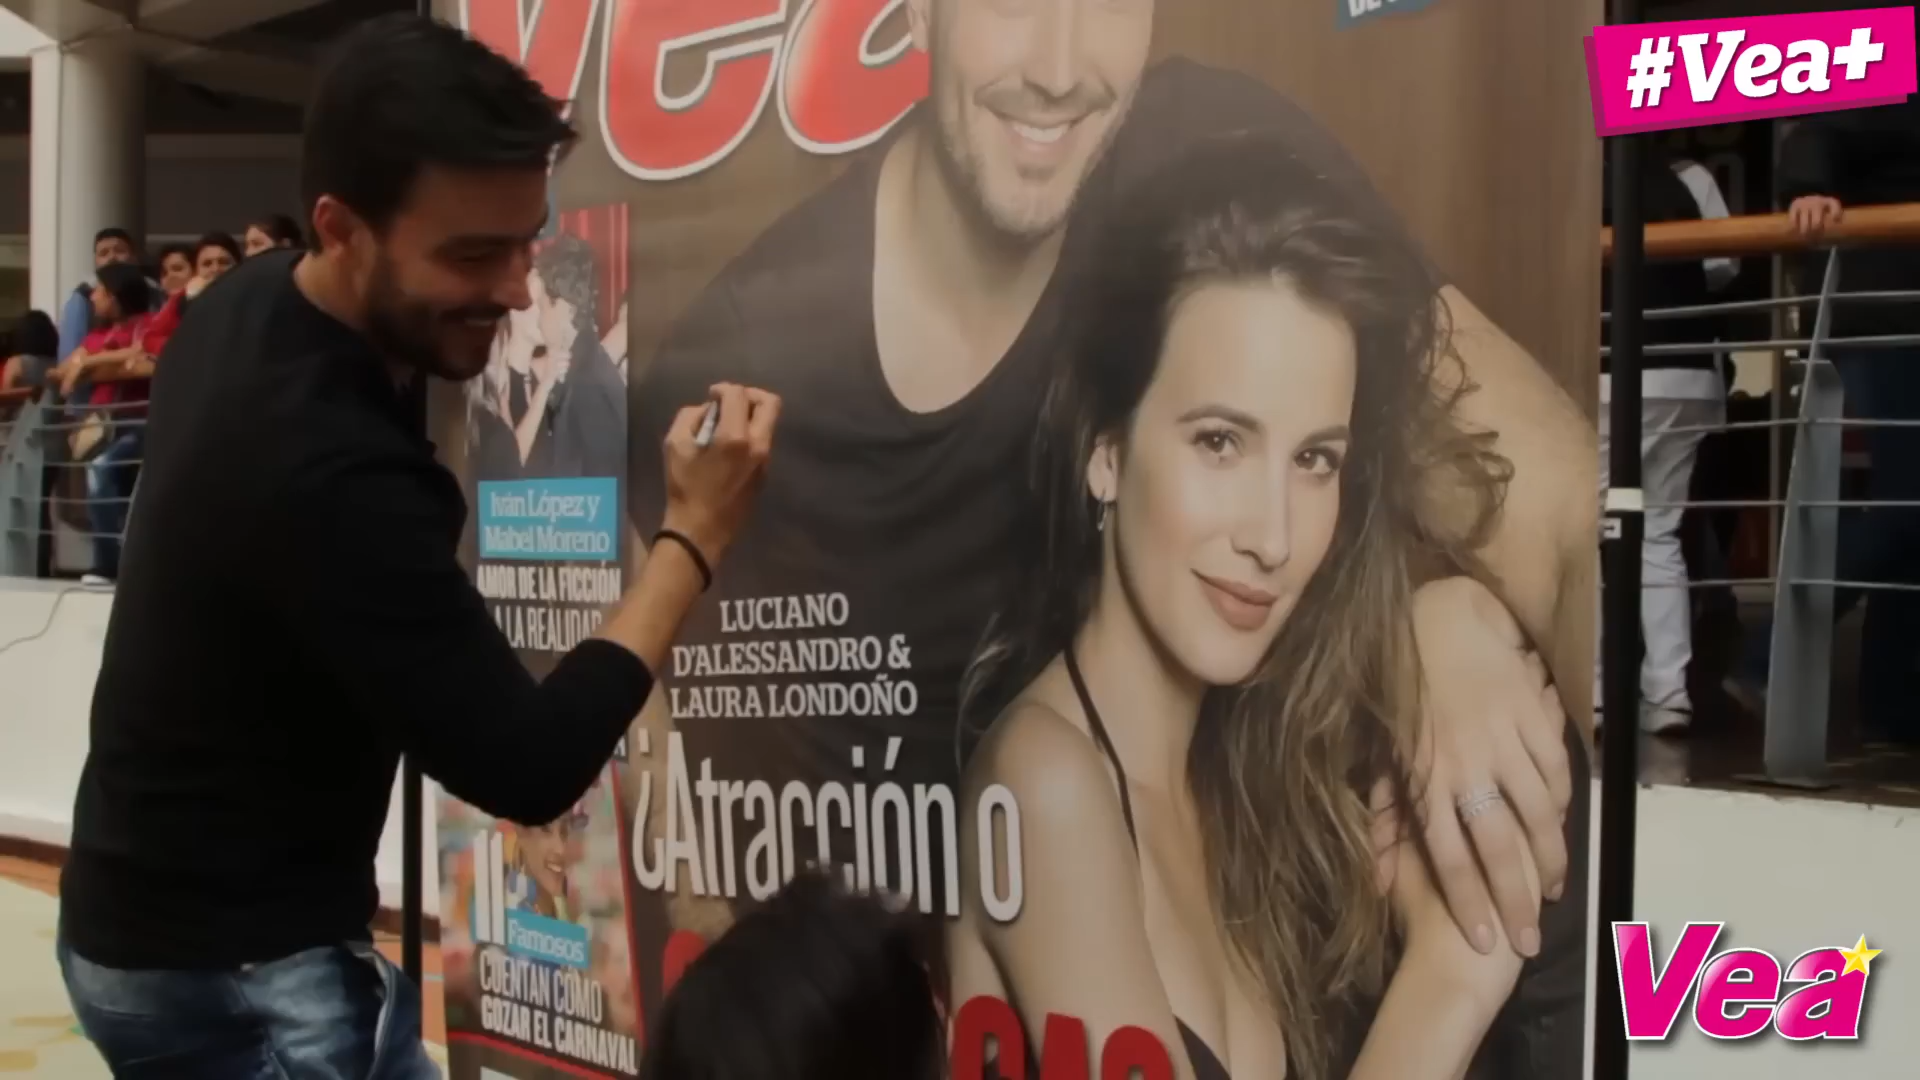 #Vea+
Vea
Iván López y
Mabel Moreno
AMOR DE LA FICCIÓN
A LA REALIDAD
LUCIANO
D'ALESSANDRO &
LAURA LONDOÑO
¿Atracción o
Famosos
CUENTAN CÓMO
GOZAR EL CARNAVAL
Vea